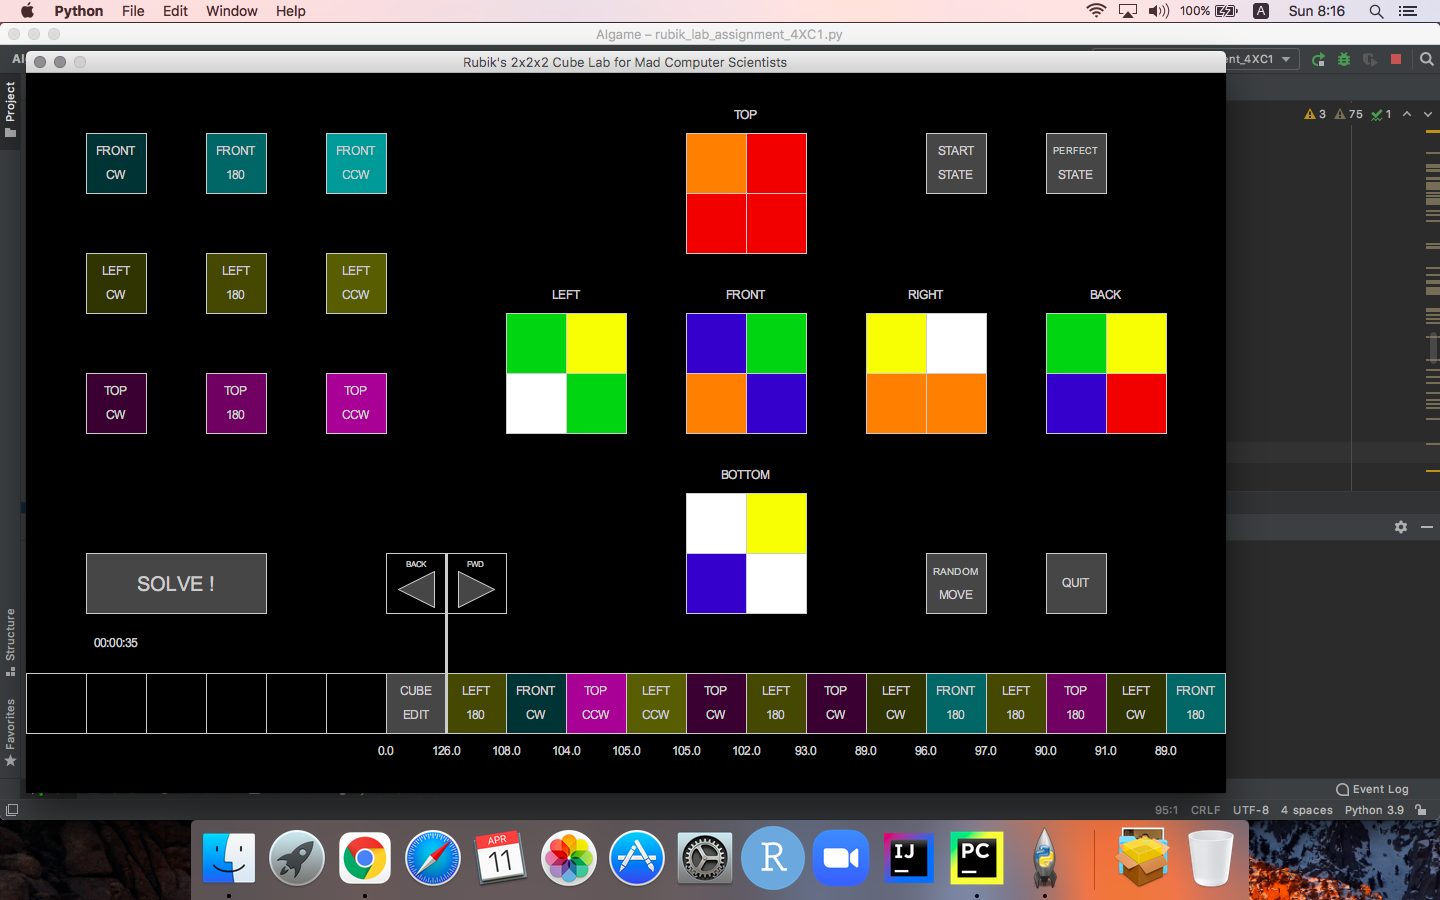 Python File Edit Window Help 100% A Sun 8:16
AIgame – rubik_lab_assignment_4XC1.py
Rubik's 2x2x2 Cube Lab for Mad Computer Scientists
AI
nt_4XC1
3 75 1
Project
Structure
Favorites
TOP
FRONT CW
FRONT 180
FRONT CCW
START STATE
PERFECT STATE
LEFT CW
LEFT 180
LEFT CCW
LEFT FRONT RIGHT BACK
TOP CW
TOP 180
TOP CCW
BOTTOM
SOLVE !
BACK FWD
RANDOM MOVE
QUIT
00:00:35
CUBE EDIT
LEFT 180
FRONT CW
TOP CCW
LEFT CCW
TOP CW
LEFT 180
TOP CW
LEFT CW
FRONT 180
LEFT 180
TOP 180
LEFT CW
FRONT 180
0.0 126.0 108.0 104.0 105.0 105.0 102.0 93.0 89.0 96.0 97.0 90.0 91.0 89.0
Event Log
95:1 CRLF UTF-8 4 spaces Python 3.9
APR
11
R
IJ
PC